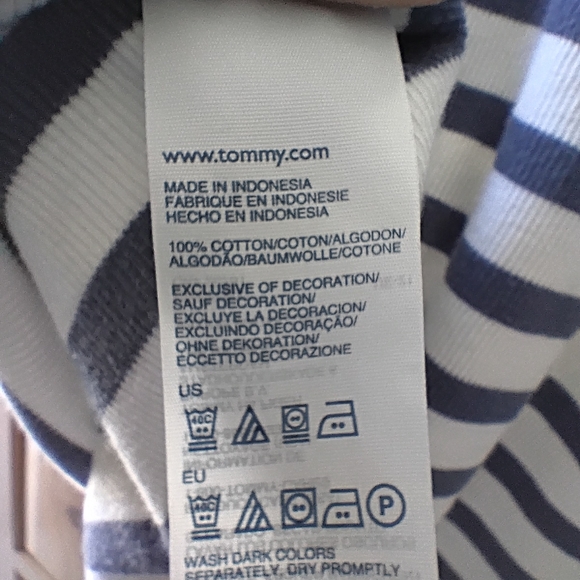 www.tommy.com
MADE IN INDONESIA
FABRIQUE EN INDONESIE
HECHO EN INDONESIA
100% COTTON/COTON/ALGODON/
ALGODÃO/BAUMWOLLE/COTONE
EXCLUSIVE OF DECORATION/
SAUF DECORATION/
EXCLUYE LA DECORACION/
EXCLUINDO DECORAÇÃO/
OHNE DEKORATION/
ECCETTO DECORAZIONE
US
40C
EU
40C P
WASH DARK COLORS
SEPARATELY, DRY PROMPTLY